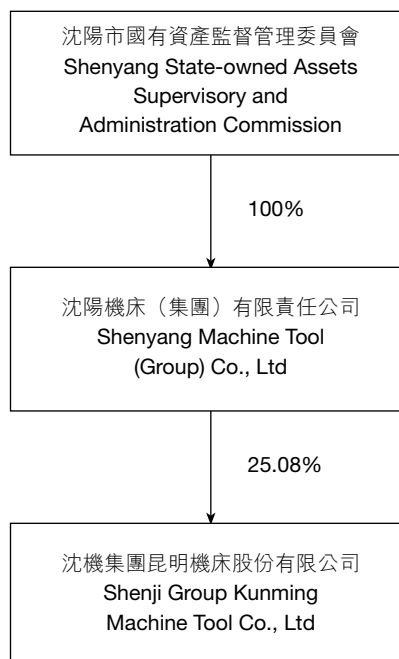 沈陽市國有資產監督管理委員會
Shenyang State-owned Assets
Supervisory and
Administration Commission
100%
沈陽機床（集團）有限責任公司
Shenyang Machine Tool
(Group) Co., Ltd
25.08%
沈機集團昆明機床股份有限公司
Shenji Group Kunming
Machine Tool Co., Ltd